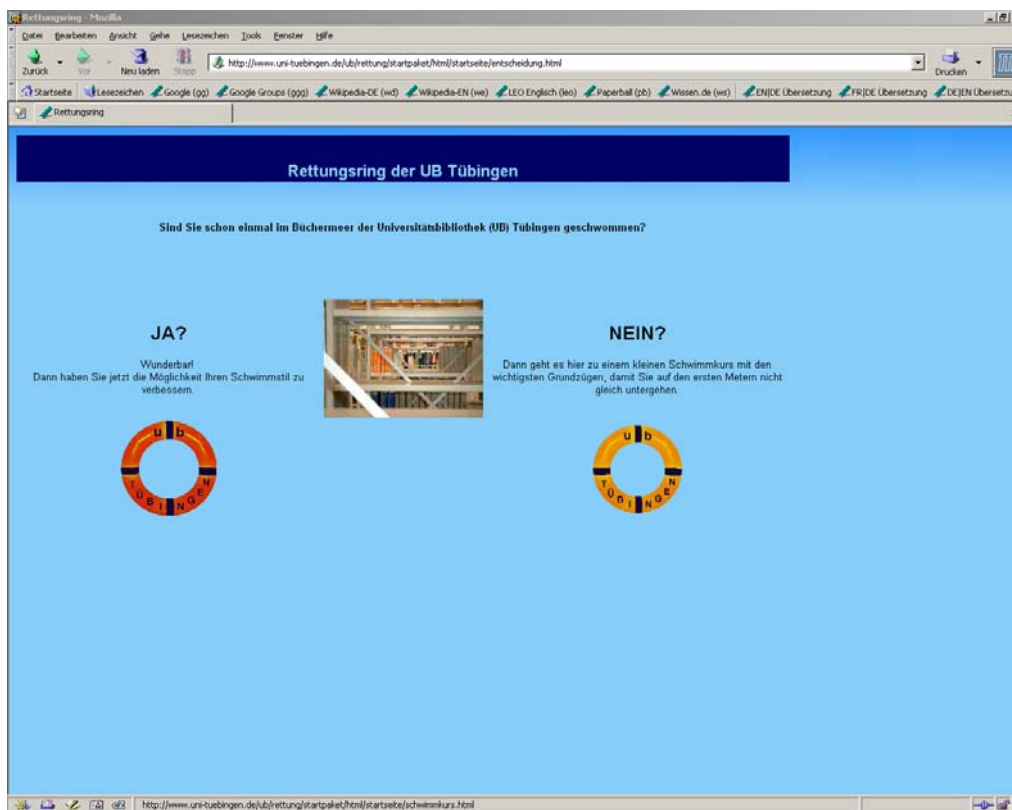 Rettungsring - Mozilla
Datei Bearbeiten Ansicht Gehe Lesezeichen Tools Fenster Hilfe
Zurück Vor Neu laden Stopp http://www.uni-tuebingen.de/ub/rettung/startpaket/html/startseite/entscheidung.html Drucken
Startseite Lesezeichen Google (gg) Google Groups (ggg) Wikipedia-DE (wd) Wikipedia-EN (we) LEO Englisch (leo) Paperball (pb) Wissen.de (ws) EN|DE Übersetzung FR|DE Übersetzung DE|EN Übersetzu
Rettungsring
Rettungsring der UB Tübingen
Sind Sie schon einmal im Büchermeer der Universitätsbibliothek (UB) Tübingen geschwommen?
JA?
Wunderbar!
Dann haben Sie jetzt die Möglichkeit Ihren Schwimmstil zu
verbessern.
ub
TÜBINGEN
NEIN?
Dann geht es hier zu einem kleinen Schwimmkurs mit den
wichtigsten Grundzügen, damit Sie auf den ersten Metern nicht
gleich untergehen.
ub
TÜBINGEN
http://www.uni-tuebingen.de/ub/rettung/startpaket/html/startseite/schwimmkurs.html